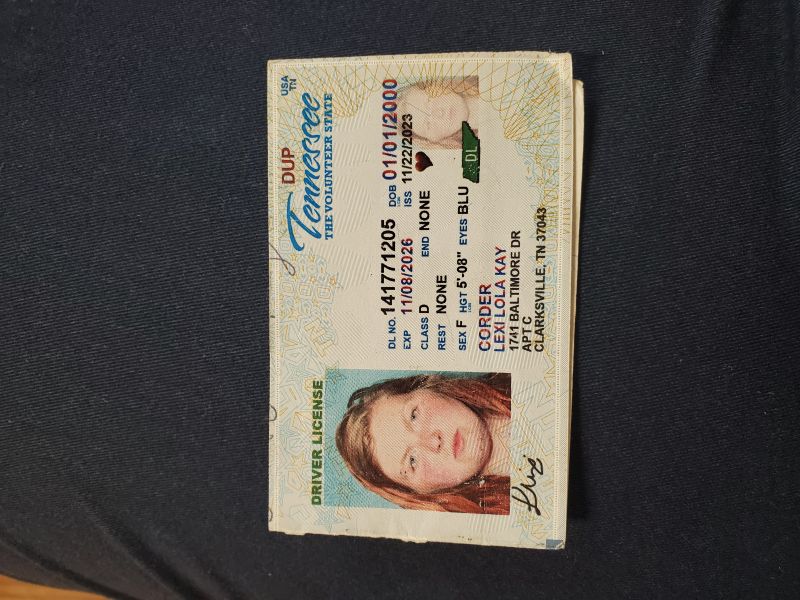 USA
TN
DUP
Tennessee
THE VOLUNTEER STATE
DRIVER LICENSE
DL NO. 141771205 DOB 01/01/2000
EXP 11/08/2026 ISS 11/22/2023
CLASS D END NONE
REST NONE
SEX F HGT 5'-08" EYES BLU
DL
CORDER
LEXI LOLA KAY
1741 BALTIMORE DR
APT C
CLARKSVILLE, TN 37043